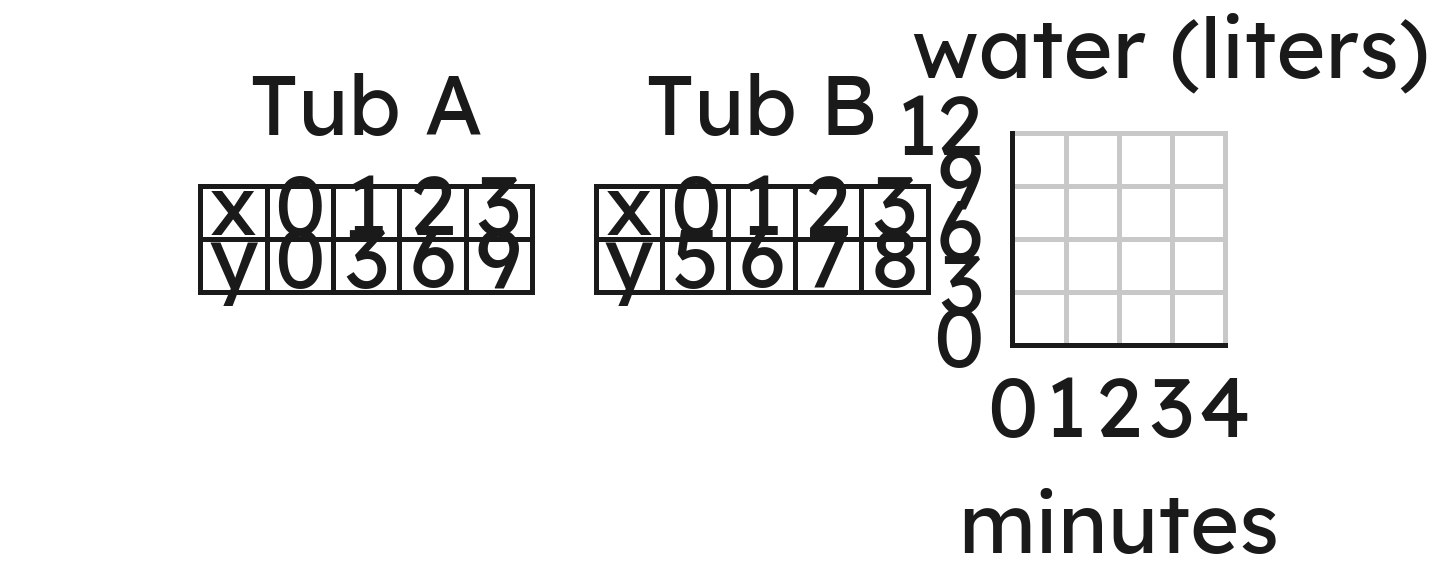 Tub A
x 0 1 2 3
y 0 3 6 9
Tub B
x 0 1 2 3
y 5 6 7 8
water (liters)
12
9
6
3
0
0 1 2 3 4
minutes